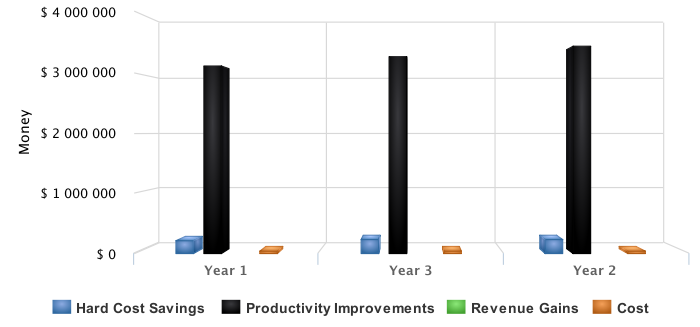 $ 4 000 000
$ 3 000 000
$ 2 000 000
$ 1 000 000
$ 0
Money
Year 1 Year 3 Year 2
Hard Cost Savings Productivity Improvements Revenue Gains Cost